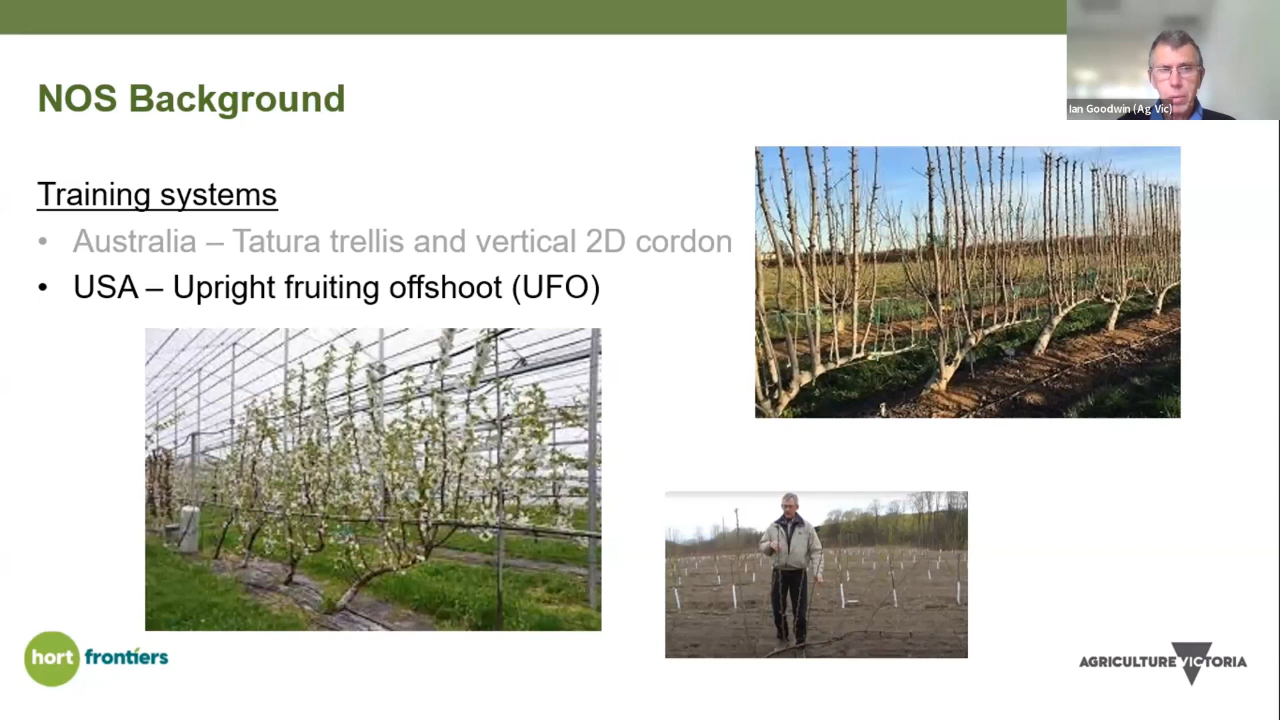 Ian Goodwin (Ag Vic)
NOS Background
Training systems
• Australia – Tatura trellis and vertical 2D cordon
• USA – Upright fruiting offshoot (UFO)
hort frontiers
AGRICULTURE VICTORIA